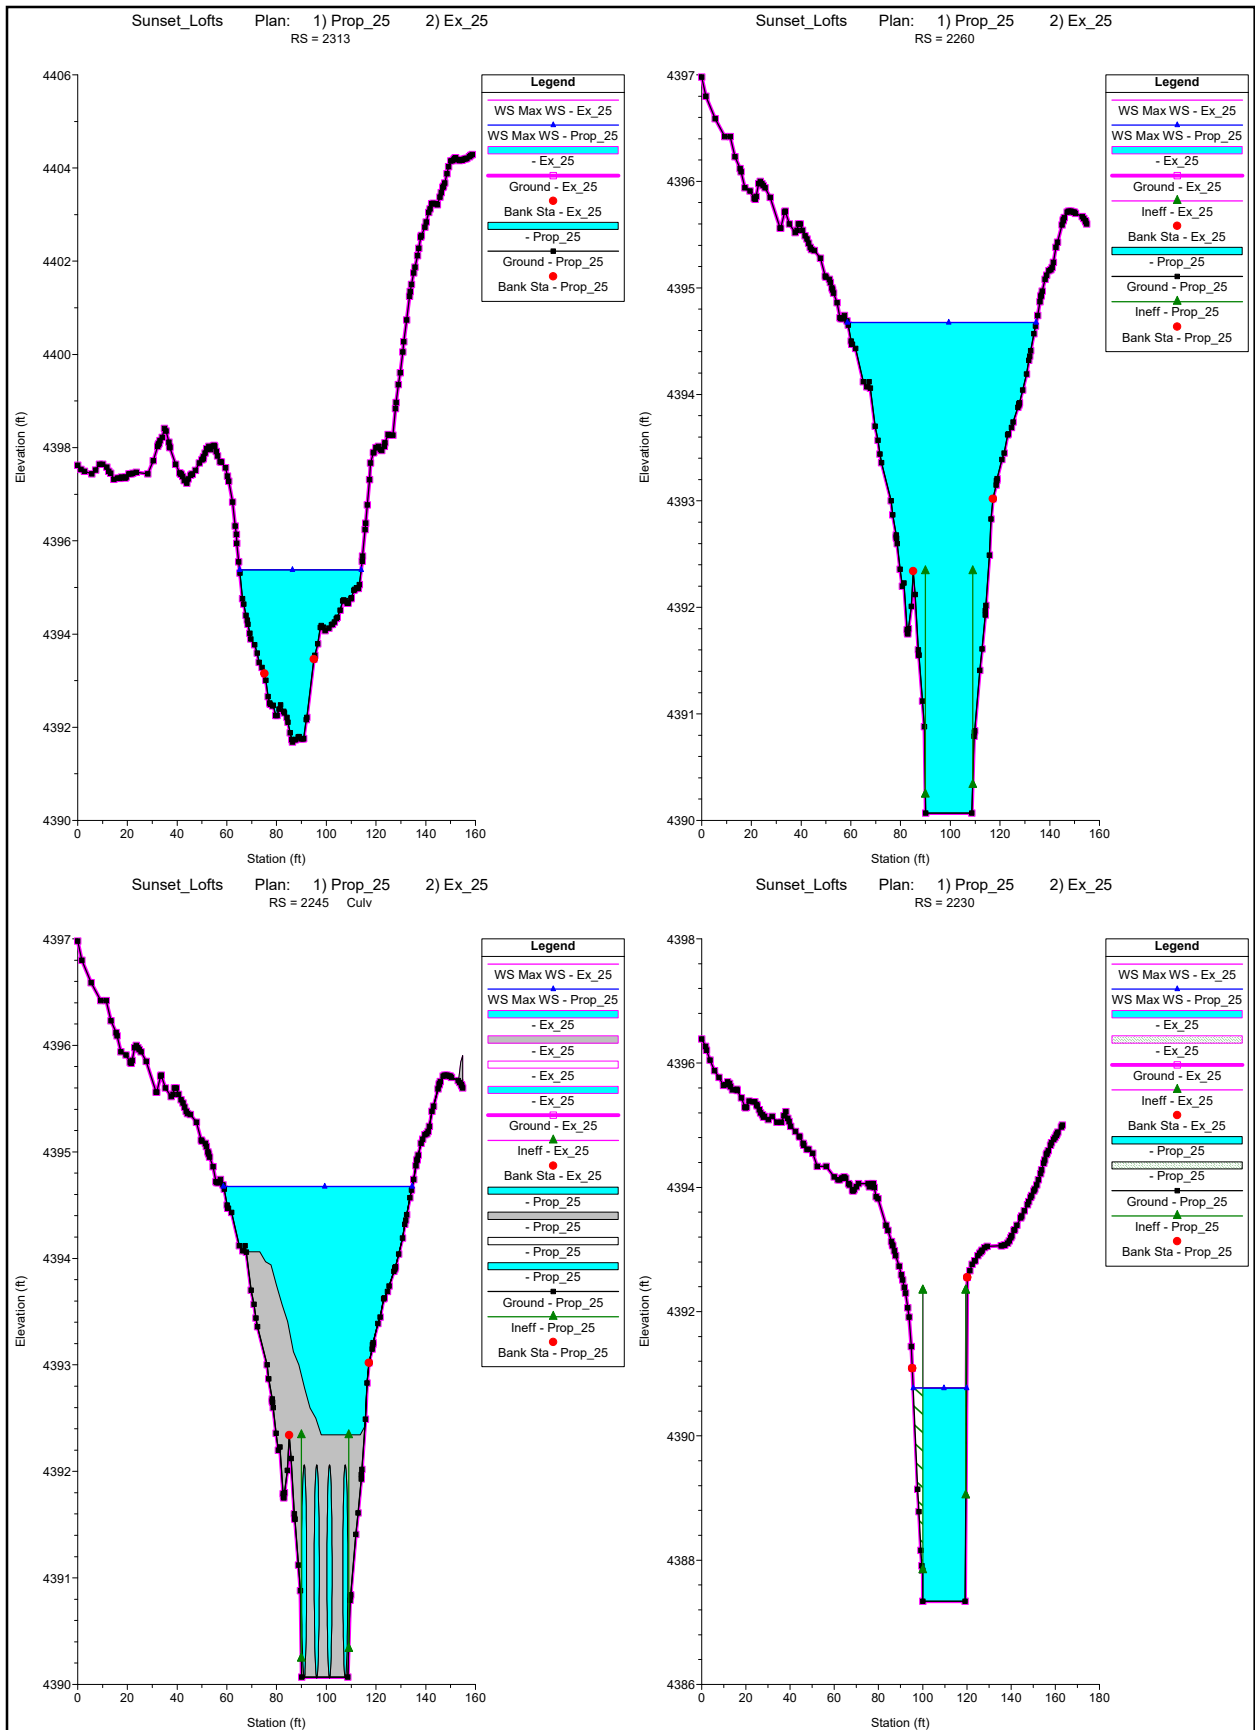 Sunset_Lofts Plan: 1) Prop_25 2) Ex_25
RS = 2313
Elevation (ft)
4406
4404
4402
4400
4398
4396
4394
4392
4390
0 20 40 60 80 100 120 140 160
Station (ft)
Legend
WS Max WS - Ex_25
WS Max WS - Prop_25
- Ex_25
Ground - Ex_25
Bank Sta - Ex_25
- Prop_25
Ground - Prop_25
Bank Sta - Prop_25
Sunset_Lofts Plan: 1) Prop_25 2) Ex_25
RS = 2260
Elevation (ft)
4397
4396
4395
4394
4393
4392
4391
4390
0 20 40 60 80 100 120 140 160
Station (ft)
Legend
WS Max WS - Ex_25
WS Max WS - Prop_25
- Ex_25
Ground - Ex_25
Ineff - Ex_25
Bank Sta - Ex_25
- Prop_25
Ground - Prop_25
Ineff - Prop_25
Bank Sta - Prop_25
Sunset_Lofts Plan: 1) Prop_25 2) Ex_25
RS = 2245 Culv
Elevation (ft)
4397
4396
4395
4394
4393
4392
4391
4390
0 20 40 60 80 100 120 140 160
Station (ft)
Legend
WS Max WS - Ex_25
WS Max WS - Prop_25
- Ex_25
- Ex_25
- Ex_25
- Ex_25
Ground - Ex_25
Ineff - Ex_25
Bank Sta - Ex_25
- Prop_25
- Prop_25
- Prop_25
- Prop_25
Ground - Prop_25
Ineff - Prop_25
Bank Sta - Prop_25
Sunset_Lofts Plan: 1) Prop_25 2) Ex_25
RS = 2230
Elevation (ft)
4398
4396
4394
4392
4390
4388
4386
0 20 40 60 80 100 120 140 160 180
Station (ft)
Legend
WS Max WS - Ex_25
WS Max WS - Prop_25
- Ex_25
- Ex_25
Ground - Ex_25
Ineff - Ex_25
Bank Sta - Ex_25
- Prop_25
- Prop_25
Ground - Prop_25
Ineff - Prop_25
Bank Sta - Prop_25